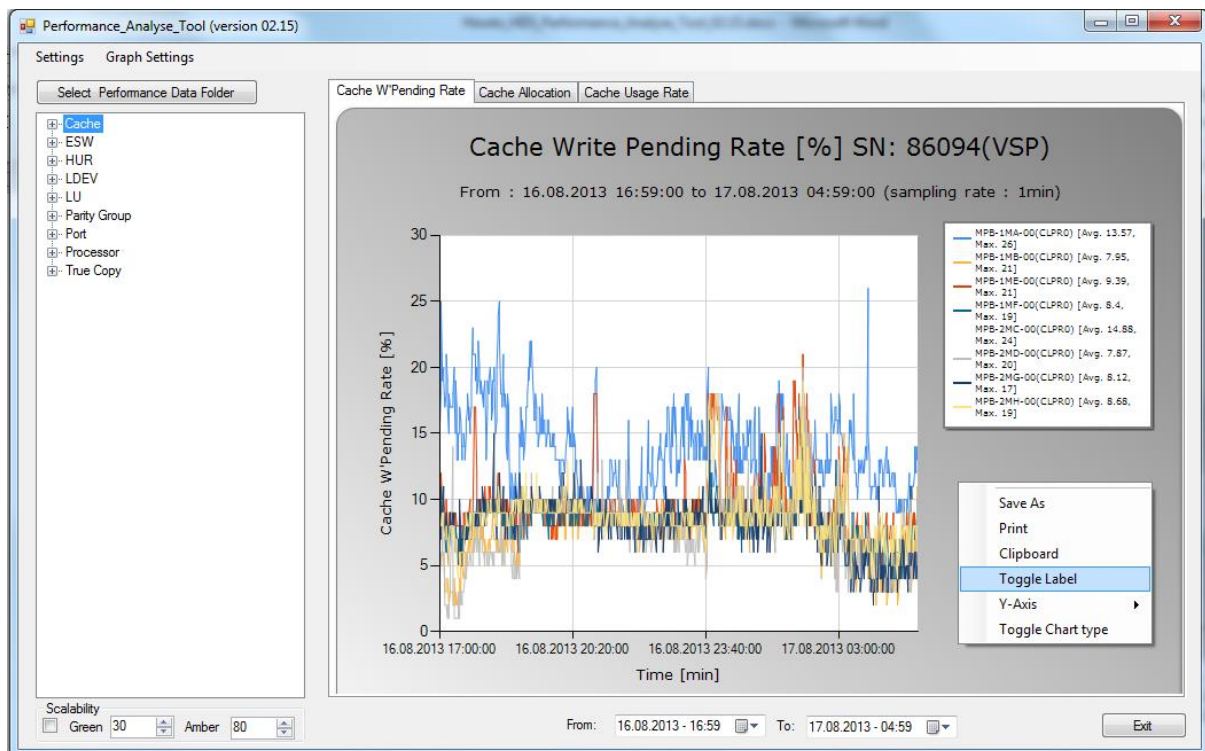 Performance_Analyse_Tool (version 02.15)
Settings Graph Settings
Select Performance Data Folder
Cache
ESW
HUR
LDEV
LU
Parity Group
Port
Processor
True Copy
Scalability
Green 30 Amber 80
Cache W'Pending Rate Cache Allocation Cache Usage Rate
Cache Write Pending Rate [%] SN: 86094(VSP)
From : 16.08.2013 16:59:00 to 17.08.2013 04:59:00 (sampling rate : 1min)
Cache W'Pending Rate [%]
30
25
20
15
10
5
0
16.08.2013 17:00:00 16.08.2013 20:20:00 16.08.2013 23:40:00 17.08.2013 03:00:00
Time [min]
MPB-1MA-00(CLPR0) [Avg. 13.57,
Max. 26]
MPB-1MB-00(CLPR0) [Avg. 7.95,
Max. 21]
MPB-1ME-00(CLPR0) [Avg. 9.39,
Max. 21]
MPB-1MF-00(CLPR0) [Avg. 8.4,
Max. 19]
MPB-2MC-00(CLPR0) [Avg. 14.88,
Max. 24]
MPB-2MD-00(CLPR0) [Avg. 7.87,
Max. 20]
MPB-2MG-00(CLPR0) [Avg. 8.12,
Max. 17]
MPB-2MH-00(CLPR0) [Avg. 8.68,
Max. 19]
Save As
Print
Clipboard
Toggle Label
Y-Axis
Toggle Chart type
From: 16.08.2013 - 16:59 To: 17.08.2013 - 04:59
Exit